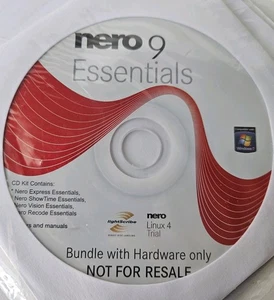 nero 9
Essentials
CD Kit Contains:
* Nero Express Essentials,
Nero ShowTime Essentials,
Nero Vision Essentials,
Nero Recode Essentials
and manuals
LightScribe
nero
Linux 4
Trial
Bundle with Hardware only
NOT FOR RESALE